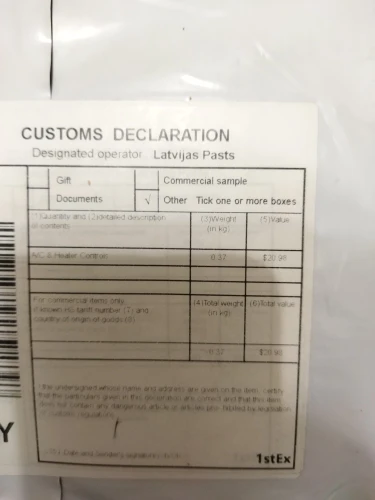 CUSTOMS DECLARATION
Designated operator Latvijas Pasts
Gift Commercial sample
Documents √ Other Tick one or more boxes
(1)Quantity and (2)detailed description (3)Weight (5)Value
of contents (in kg)
A/C & Heater Control 0.37 $20.98
For commercial items only (4)Total weight (6)Total value
If known HS tariff number (7) and (in kg)
country of origin of goods (8)
0.37 $20.98
I the undersigned whose name and address are given on the item, certify
that the particulars given in this declaration are correct and that this item
does not contain any dangerous article or articles prohibited by legislation
or customs regulations
Date and sender's signature
Y
1stEx